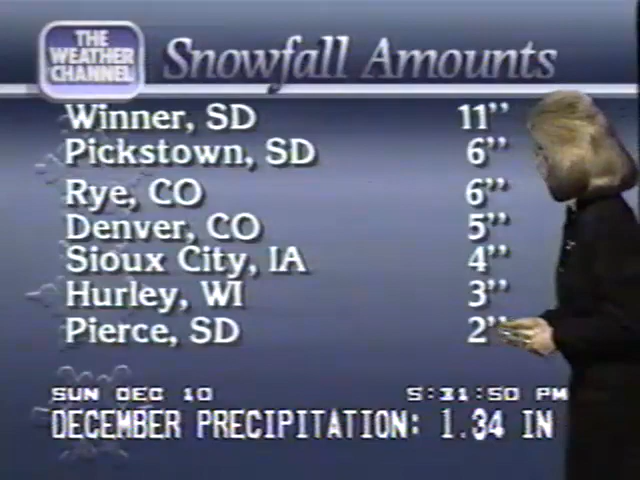 THE
WEATHER
CHANNEL
Snowfall Amounts
Winner, SD 11"
Pickstown, SD 6"
Rye, CO 6"
Denver, CO 5"
Sioux City, IA 4"
Hurley, WI 3"
Pierce, SD 2"
SUN DEC 10 5:31:50 PM
DECEMBER PRECIPITATION: 1.34 IN